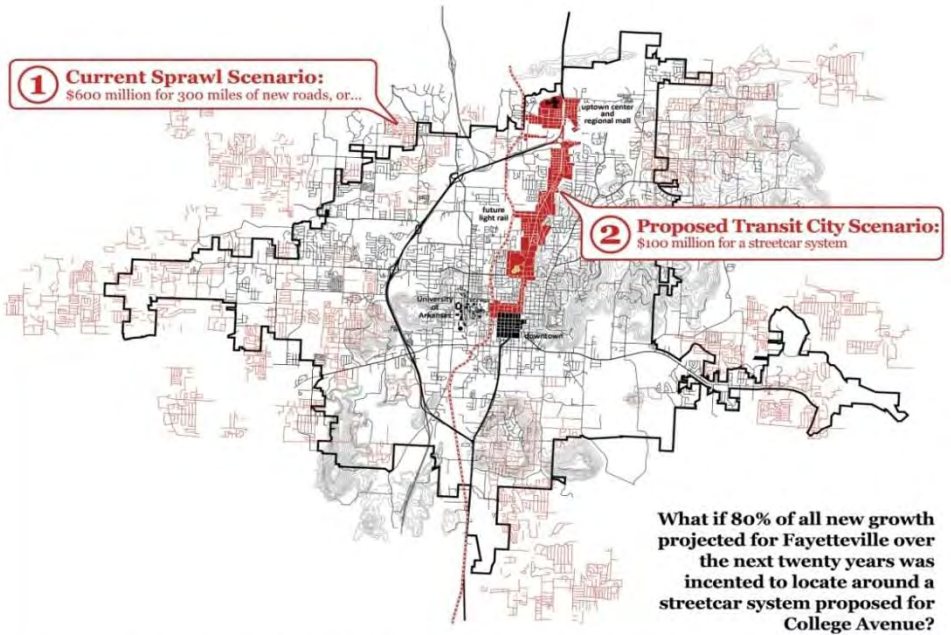 1 Current Sprawl Scenario:
$600 million for 300 miles of new roads, or...
uptown center
and
regional mall
future
light rail
2 Proposed Transit City Scenario:
$100 million for a streetcar system
University
Arkansas
downtown
What if 80% of all new growth
projected for Fayetteville over
the next twenty years was
incented to locate around a
streetcar system proposed for
College Avenue?